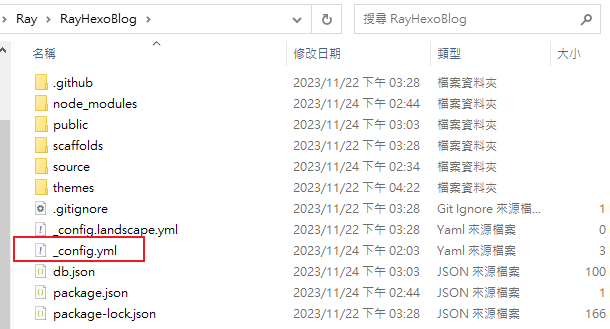 Ray › RayHexoBlog ›
搜尋 RayHexoBlog
名稱 修改日期 類型 大小
.github 2023/11/22 下午 03:28 檔案資料夾
node_modules 2023/11/24 下午 02:44 檔案資料夾
public 2023/11/24 下午 03:03 檔案資料夾
scaffolds 2023/11/22 下午 03:28 檔案資料夾
source 2023/11/24 下午 02:34 檔案資料夾
themes 2023/11/22 下午 04:22 檔案資料夾
.gitignore 2023/11/22 下午 03:28 Git Ignore 來源檔... 1
_config.landscape.yml 2023/11/22 下午 03:28 Yaml 來源檔案 0
_config.yml 2023/11/24 下午 02:03 Yaml 來源檔案 3
db.json 2023/11/24 下午 03:03 JSON 來源檔案 100
package.json 2023/11/24 下午 02:44 JSON 來源檔案 1
package-lock.json 2023/11/22 下午 03:28 JSON 來源檔案 166